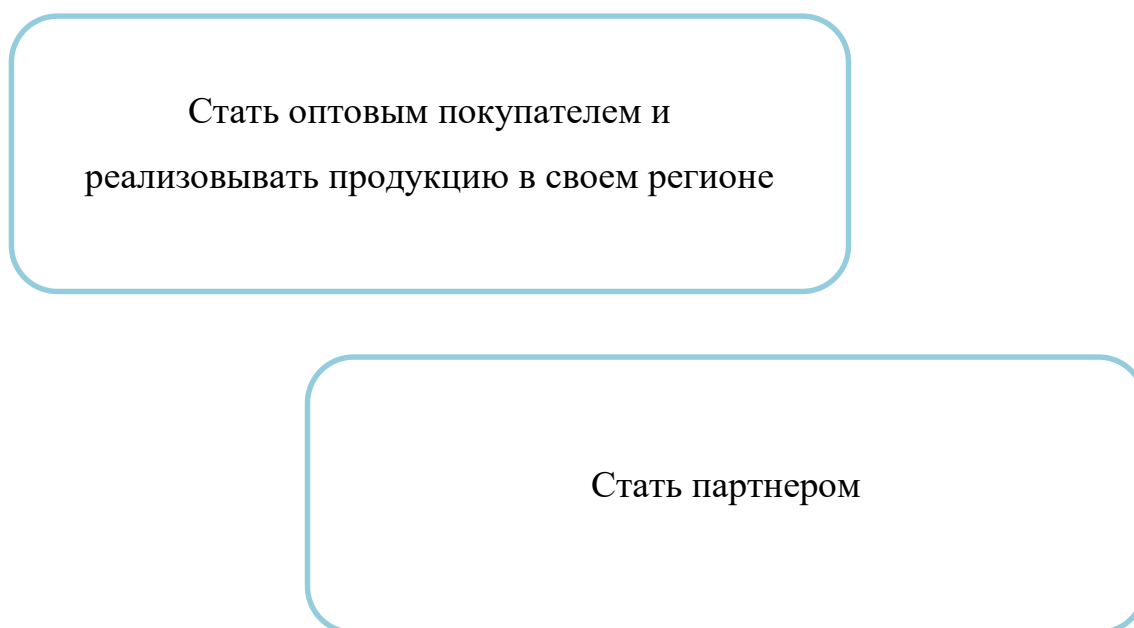 Стать оптовым покупателем и
реализовывать продукцию в своем регионе
Стать партнером